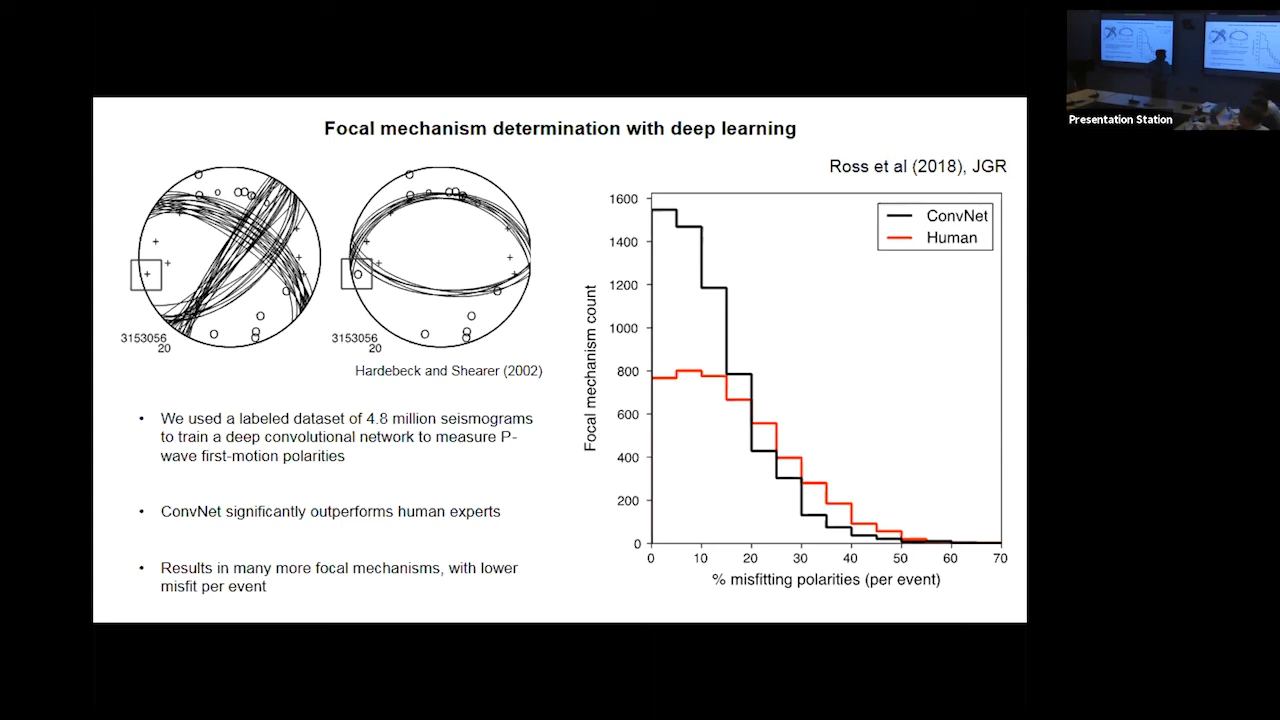 Focal mechanism determination with deep learning
Ross et al (2018), JGR
3153056
20
3153056
20
Hardebeck and Shearer (2002)
• We used a labeled dataset of 4.8 million seismograms
to train a deep convolutional network to measure P-
wave first-motion polarities
• ConvNet significantly outperforms human experts
• Results in many more focal mechanisms, with lower
misfit per event
ConvNet
Human
Focal mechanism count
1600
1400
1200
1000
800
600
400
200
0
0 10 20 30 40 50 60 70
% misfitting polarities (per event)
Presentation Station